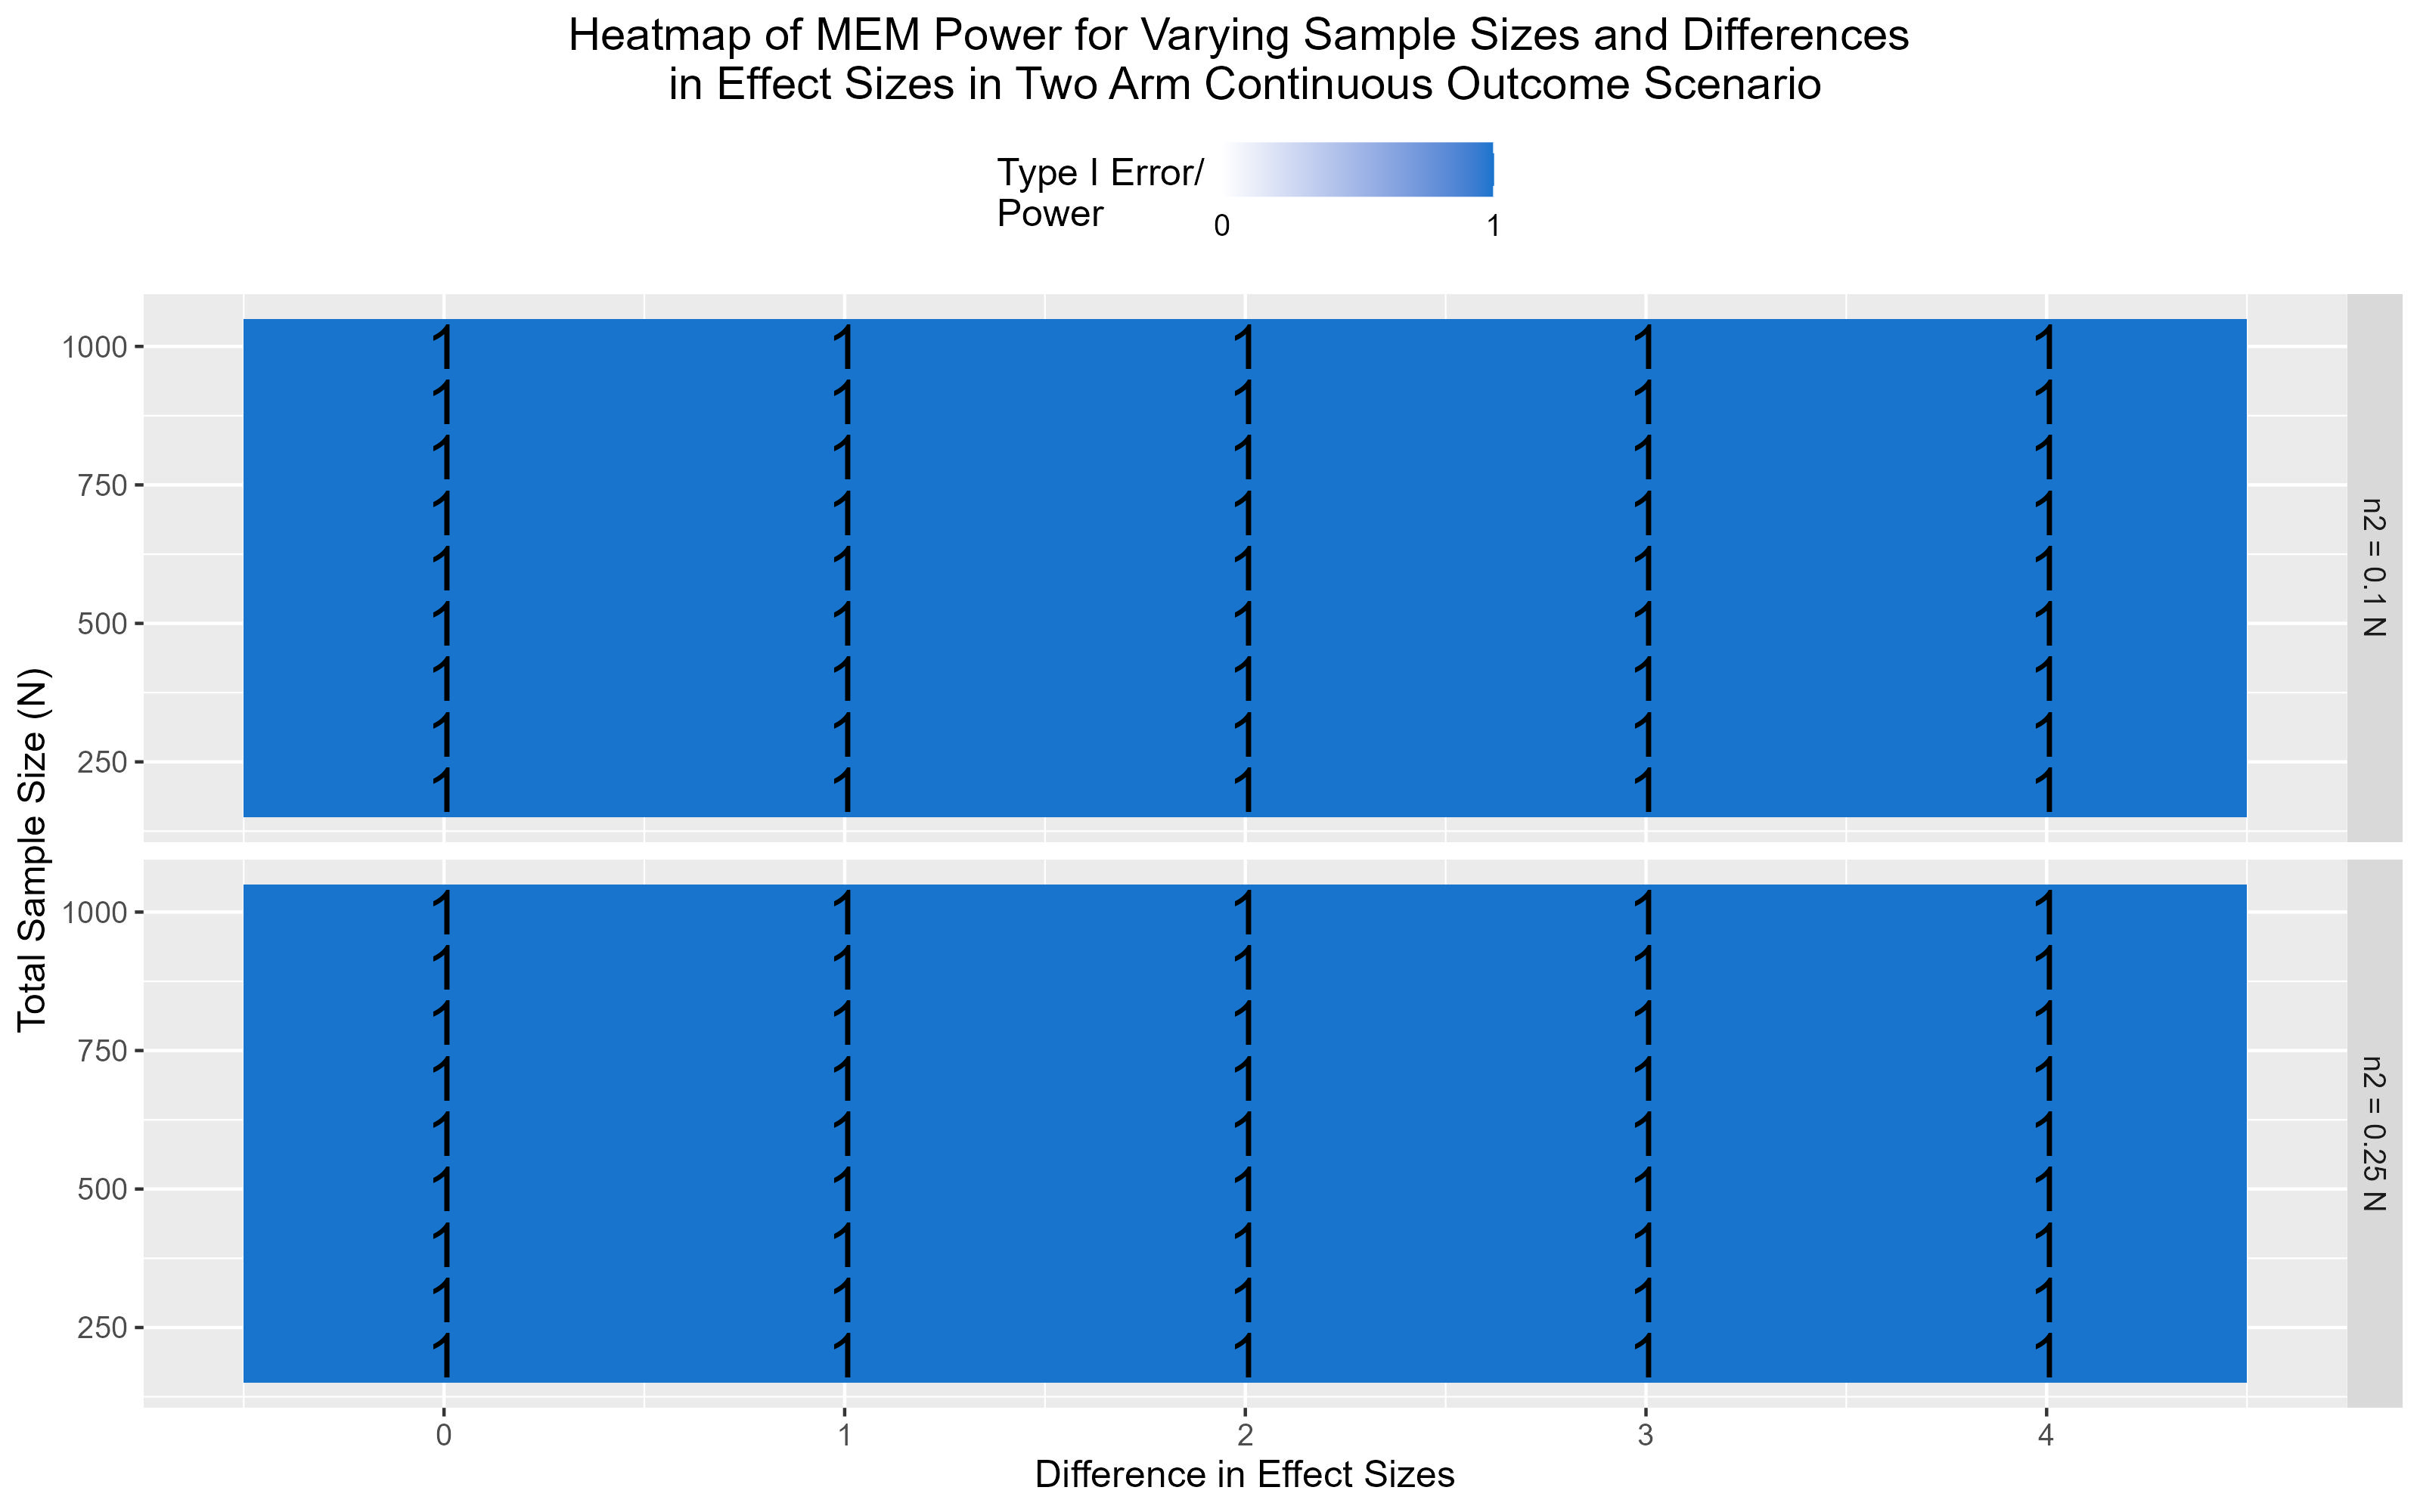 Heatmap of MEM Power for Varying Sample Sizes and Differences
in Effect Sizes in Two Arm Continuous Outcome Scenario
Type I Error/
Power
0 1
Total Sample Size (N)
1000
750
500
250
1 1 1 1 1
1 1 1 1 1
1 1 1 1 1
1 1 1 1 1
1 1 1 1 1
1 1 1 1 1
1 1 1 1 1
1 1 1 1 1
1 1 1 1 1
n2 = 0.1 N
1000
750
500
250
1 1 1 1 1
1 1 1 1 1
1 1 1 1 1
1 1 1 1 1
1 1 1 1 1
1 1 1 1 1
1 1 1 1 1
1 1 1 1 1
1 1 1 1 1
n2 = 0.25 N
0 1 2 3 4
Difference in Effect Sizes